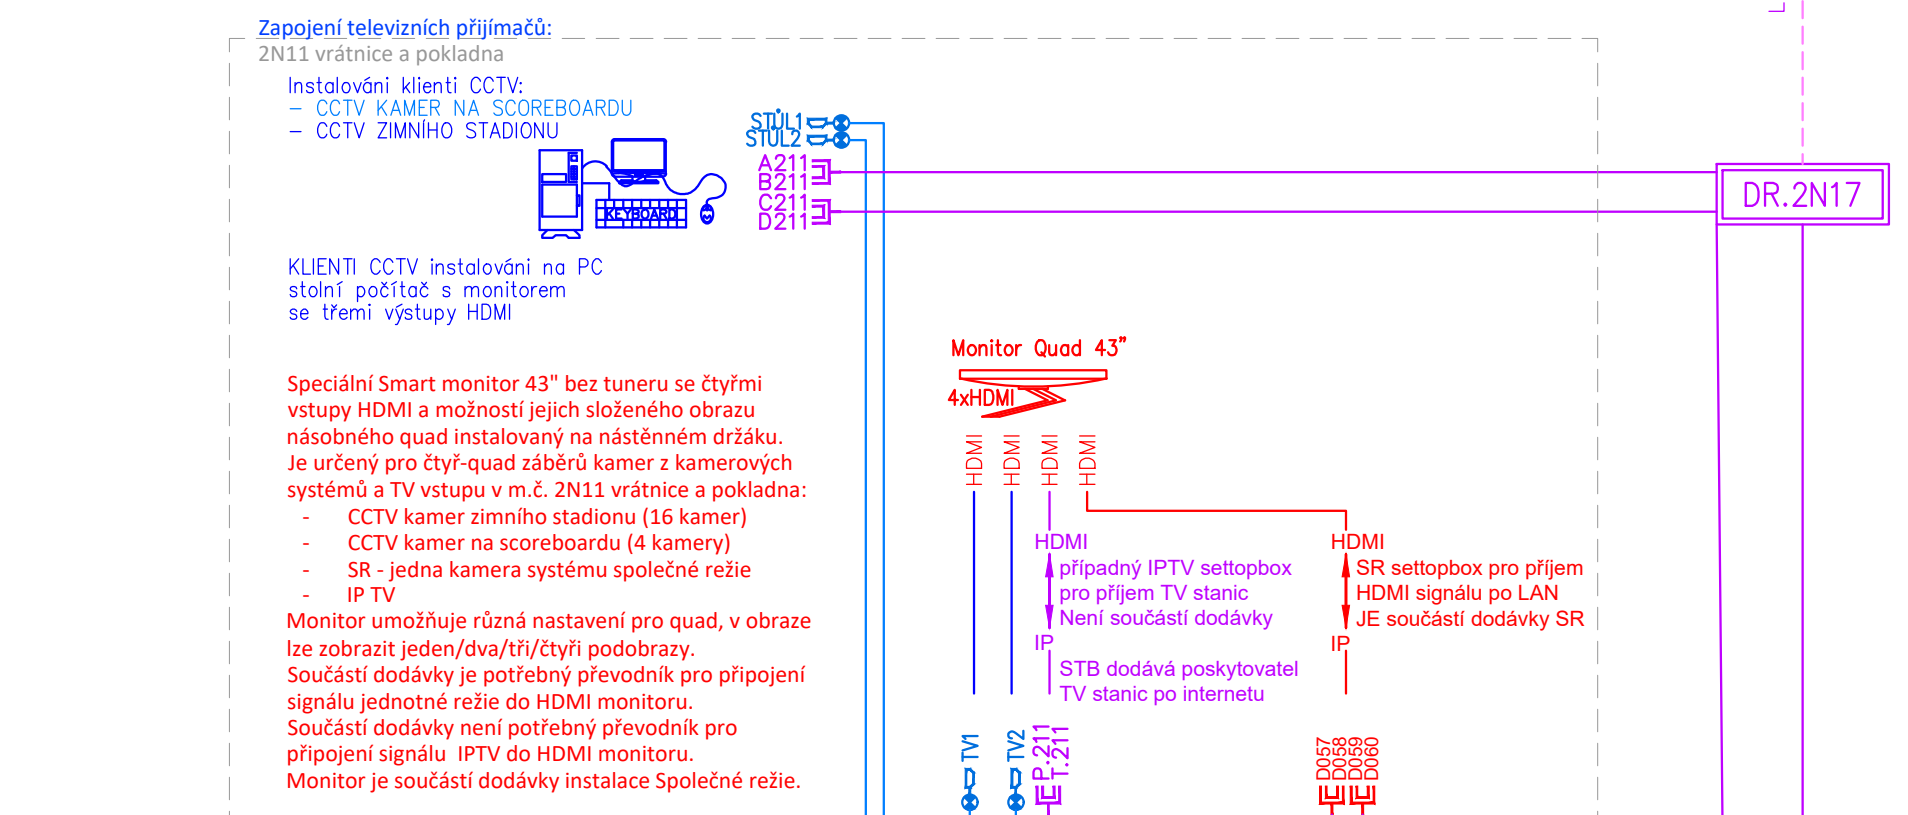 Zapojení televizních přijímačů:
2N11 vrátnice a pokladna
Instalováni klienti CCTV:
– CCTV KAMER NA SCOREBOARDU
– CCTV ZIMNÍHO STADIONU
KEYBOARD
KLIENTI CCTV instalováni na PC
stolní počítač s monitorem
se třemi výstupy HDMI
STŮL1
STŮL2
A211
B211
C211
D211
DR.2N17
Speciální Smart monitor 43" bez tuneru se čtyřmi
vstupy HDMI a možností jejich složeného obrazu
násobného quad instalovaný na nástěnném držáku.
Je určený pro čtyř-quad záběrů kamer z kamerových
systémů a TV vstupu v m.č. 2N11 vrátnice a pokladna:
- CCTV kamer zimního stadionu (16 kamer)
- CCTV kamer na scoreboardu (4 kamery)
- SR - jedna kamera systému společné režie
- IP TV
Monitor umožňuje různá nastavení pro quad, v obraze
lze zobrazit jeden/dva/tři/čtyři podobrazy.
Součástí dodávky je potřebný převodník pro připojení
signálu jednotné režie do HDMI monitoru.
Součástí dodávky není potřebný převodník pro
připojení signálu IPTV do HDMI monitoru.
Monitor je součástí dodávky instalace Společné režie.
Monitor Quad 43”
4xHDMI
HDMI
HDMI
HDMI
HDMI
HDMI
případný IPTV settopbox
pro příjem TV stanic
Není součástí dodávky
IP
STB dodává poskytovatel
TV stanic po internetu
HDMI
SR settopbox pro příjem
HDMI signálu po LAN
JE součástí dodávky SR
IP
TV1
TV2
P.211
T.211
D057
D058
D059
D060